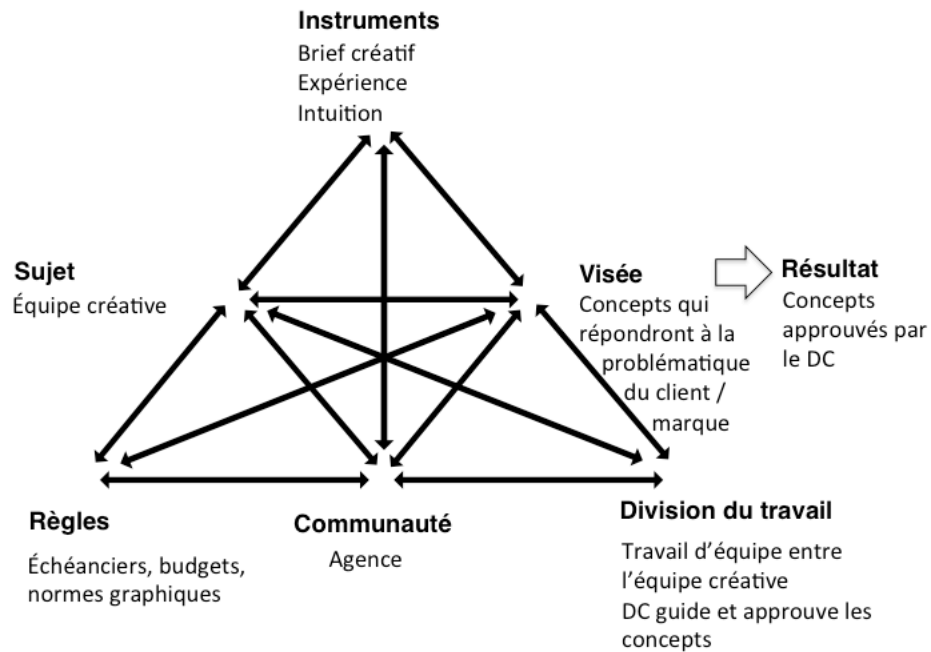 Instruments
Brief créatif
Expérience
Intuition
Sujet
Équipe créative
Visée
Concepts qui
répondront à la
problématique
du client /
marque
Résultat
Concepts
approuvés par
le DC
Règles
Échéanciers, budgets,
normes graphiques
Communauté
Agence
Division du travail
Travail d'équipe entre
l'équipe créative
DC guide et approuve les
concepts